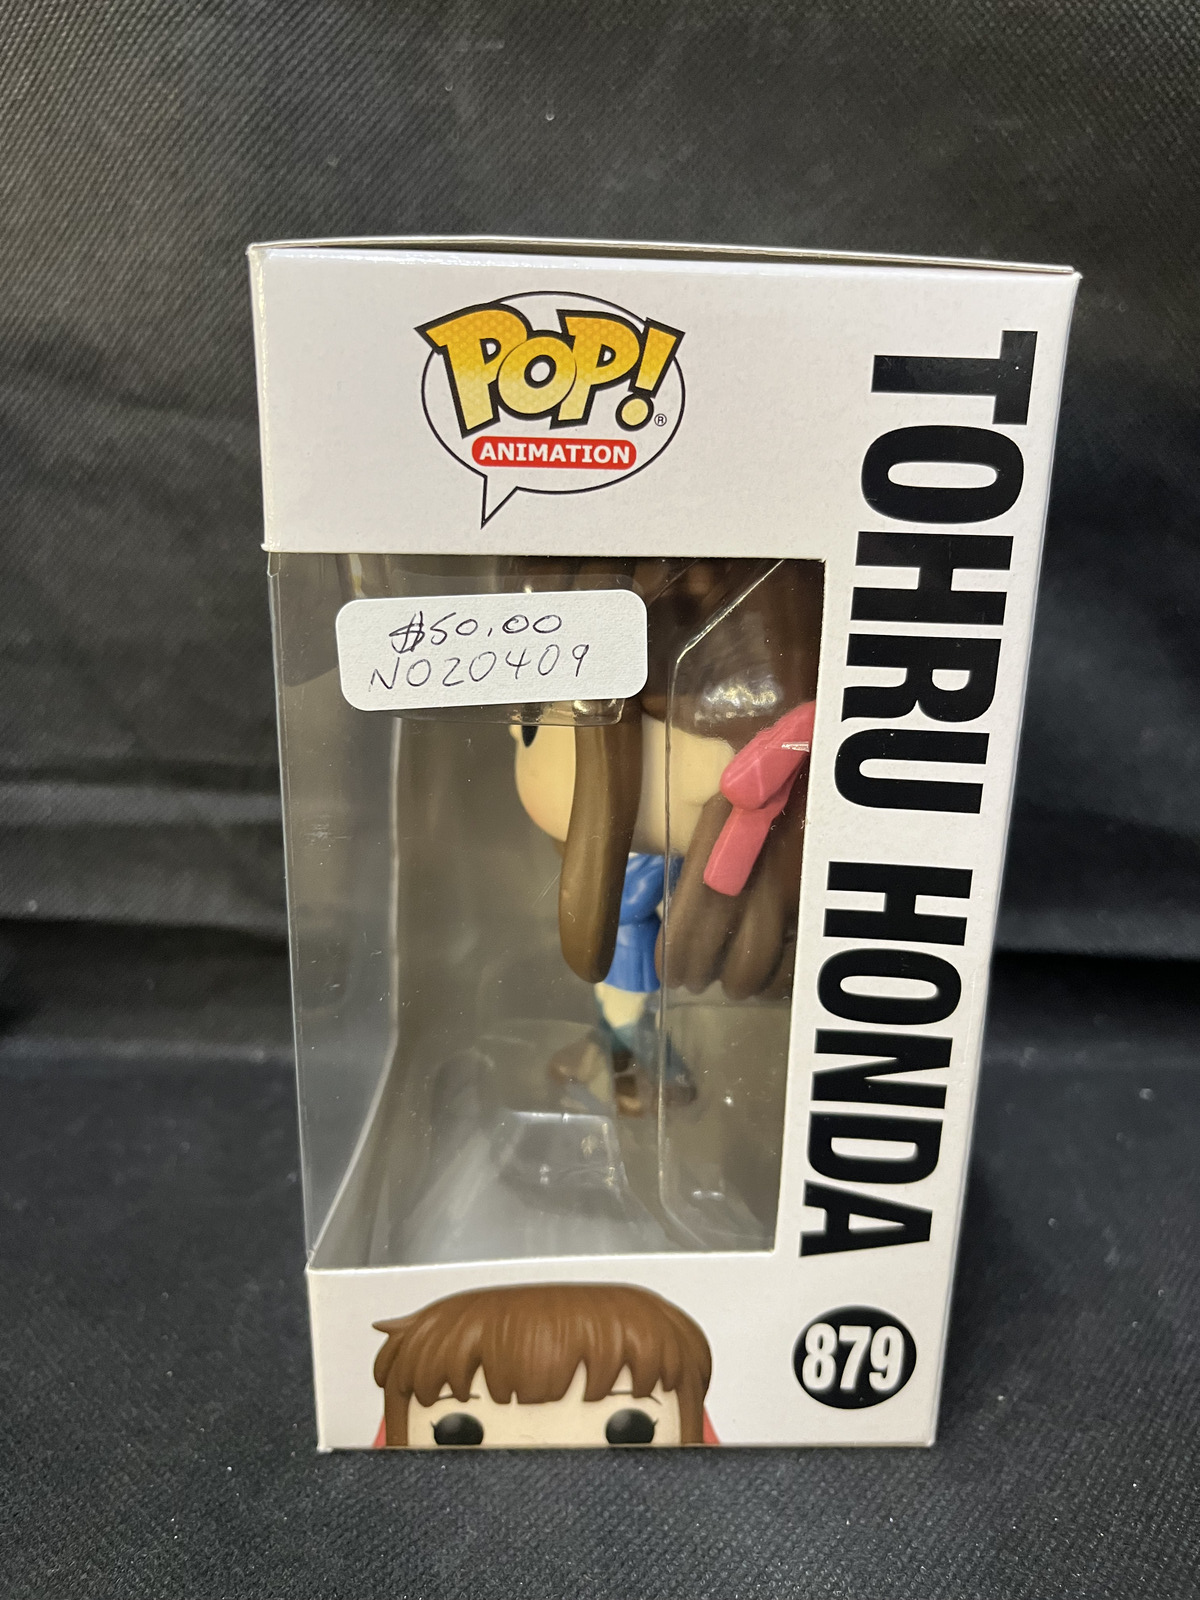 POP!®
ANIMATION
$50.00
NO20409
TOHRU HONDA
879